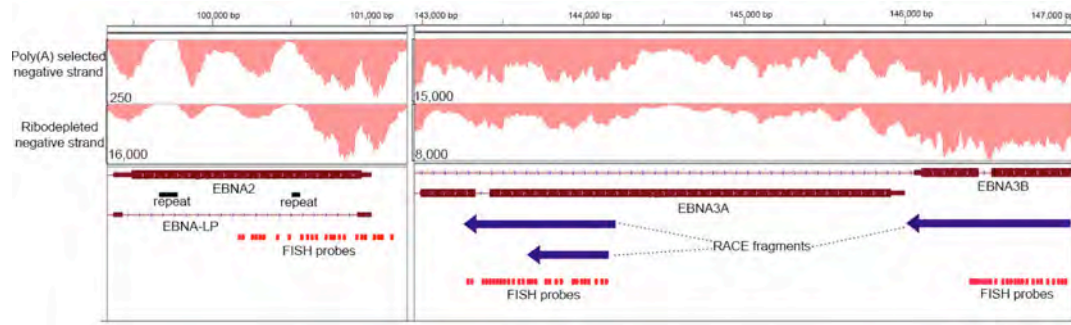 100,000 bp 101,000 bp 143,000 bp 144,000 bp 145,000 bp 146,000 bp 147,000 bp
Poly(A) selected
negative strand
250 15,000
Ribodepleted
negative strand
16,000 8,000
EBNA2 EBNA3B
repeat repeat EBNA3A
EBNA-LP
RACE fragments
FISH probes
FISH probes FISH probes